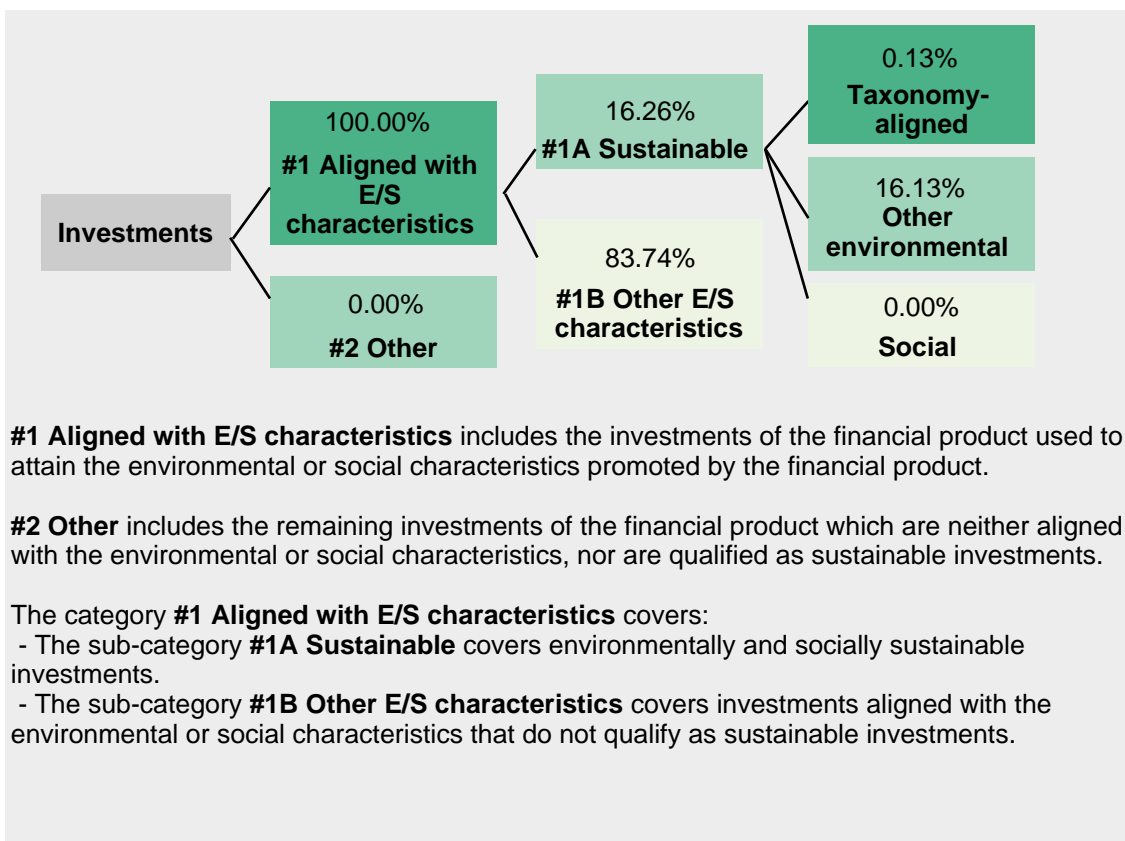 Investments
100.00%
#1 Aligned with
E/S
characteristics
0.00%
#2 Other
16.26%
#1A Sustainable
83.74%
#1B Other E/S
characteristics
0.13%
Taxonomy-
aligned
16.13%
Other
environmental
0.00%
Social
#1 Aligned with E/S characteristics includes the investments of the financial product used to
attain the environmental or social characteristics promoted by the financial product.
#2 Other includes the remaining investments of the financial product which are neither aligned
with the environmental or social characteristics, nor are qualified as sustainable investments.
The category #1 Aligned with E/S characteristics covers:
- The sub-category #1A Sustainable covers environmentally and socially sustainable
investments.
- The sub-category #1B Other E/S characteristics covers investments aligned with the
environmental or social characteristics that do not qualify as sustainable investments.